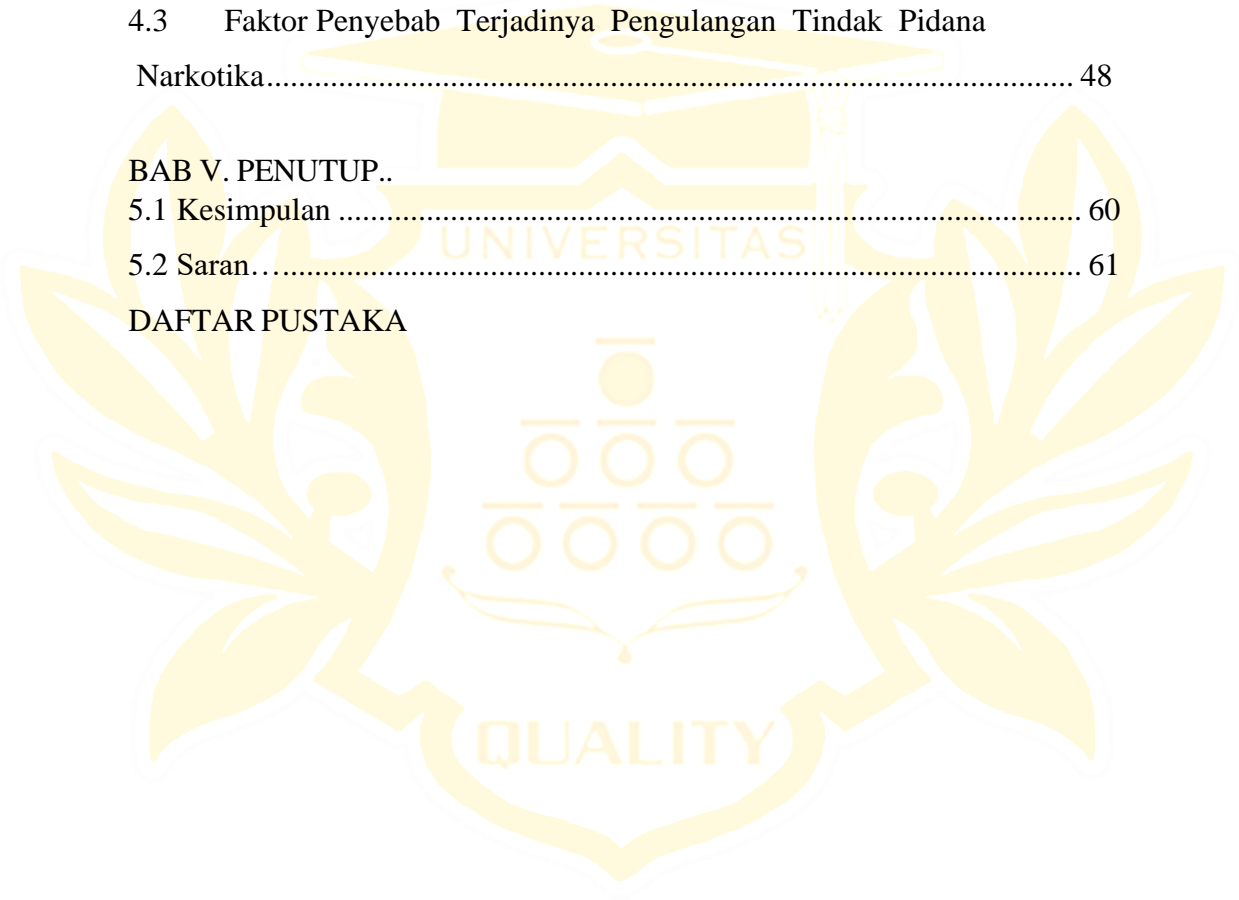 4.3 Faktor Penyebab Terjadinya Pengulangan Tindak Pidana
Narkotika.......................................................................................... 48
BAB V. PENUTUP..
5.1 Kesimpulan ................................................................................... 60
5.2 Saran….......................................................................................... 61
DAFTAR PUSTAKA
UNIVERSITAS
QUALITY